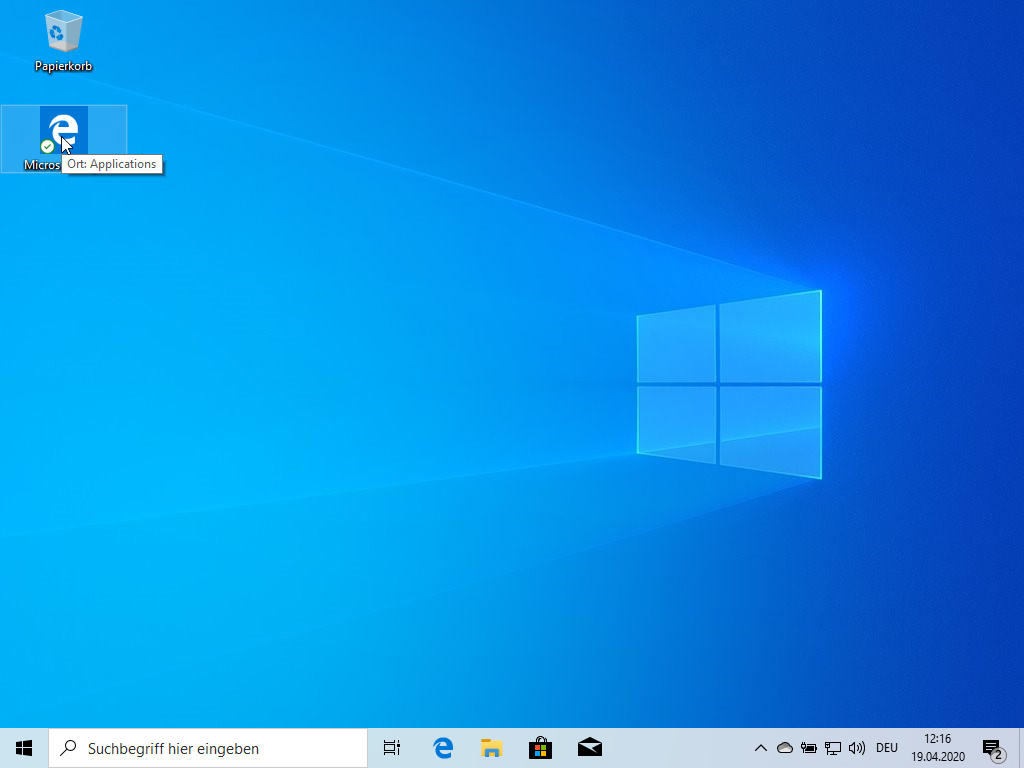 Papierkorb
Micros
Ort: Applications
Suchbegriff hier eingeben
DEU
12:16
19.04.2020
2